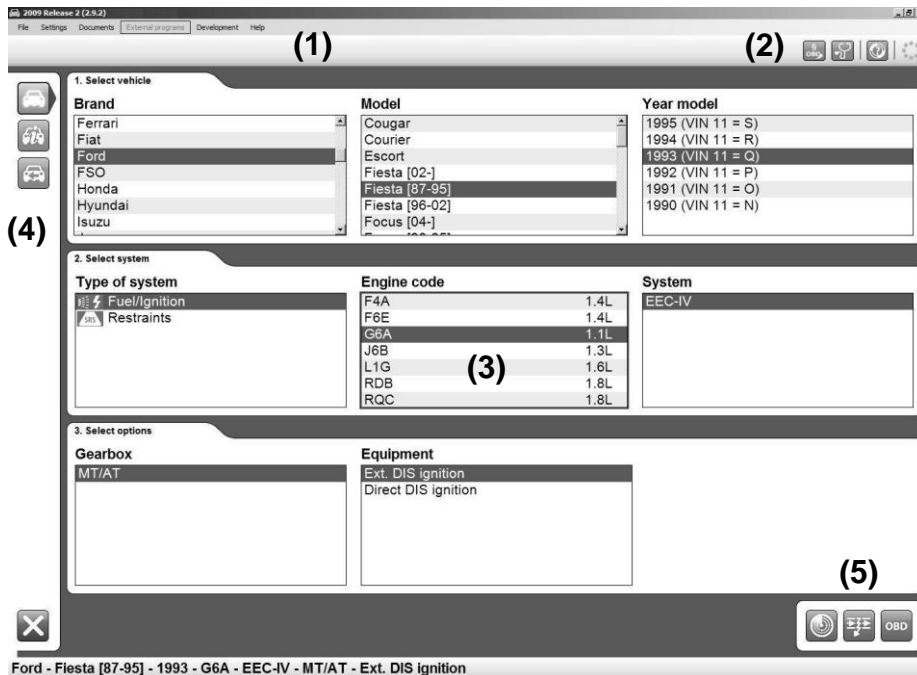 2009 Release 2 (2.9.2)
File Settings Documents External programs Development Help
(1)
(2)
OBD
1. Select vehicle
Brand Model Year model
Ferrari Cougar 1995 (VIN 11 = S)
Fiat Courier 1994 (VIN 11 = R)
Ford Escort 1993 (VIN 11 = Q)
FSO Fiesta [02-] 1992 (VIN 11 = P)
Honda Fiesta [87-95] 1991 (VIN 11 = O)
Hyundai Fiesta [96-02] 1990 (VIN 11 = N)
Isuzu Focus [04-]
(4)
2. Select system
Type of system Engine code System
Fuel/Ignition F4A 1.4L EEC-IV
SRS Restraints F6E 1.4L
G6A 1.1L
J6B 1.3L
L1G 1.6L
RDB 1.8L
RQC 1.8L
(3)
3. Select options
Gearbox Equipment
MT/AT Ext. DIS ignition
Direct DIS ignition
(5)
OBD
Ford - Fiesta [87-95] - 1993 - G6A - EEC-IV - MT/AT - Ext. DIS ignition